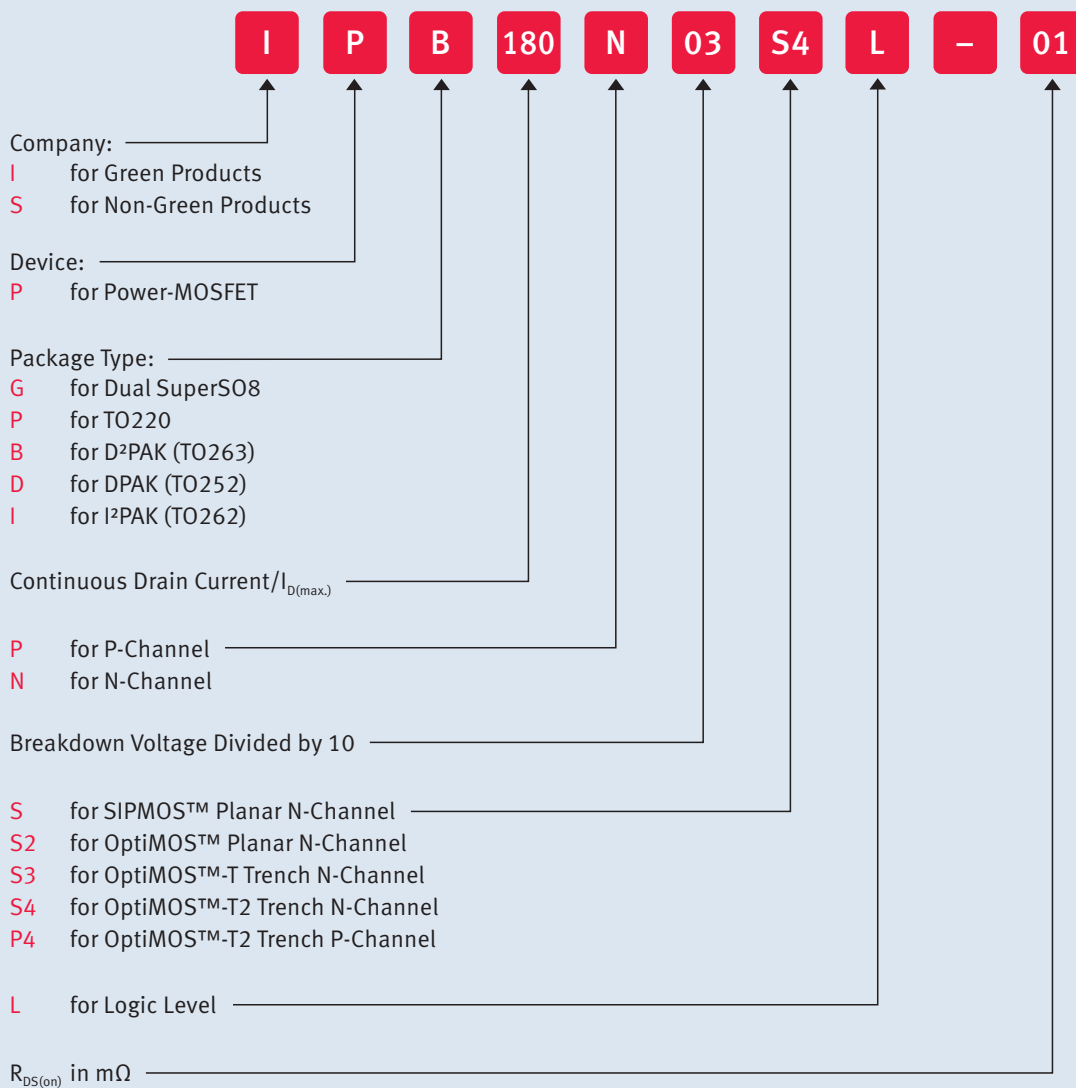 I P B 180 N 03 S4 L – 01
Company:
I for Green Products
S for Non-Green Products
Device:
P for Power-MOSFET
Package Type:
G for Dual SuperSO8
P for TO220
B for D²PAK (TO263)
D for DPAK (TO252)
I for I²PAK (TO262)
Continuous Drain Current/I_D(max.)
P for P-Channel
N for N-Channel
Breakdown Voltage Divided by 10
S for SIPMOS™ Planar N-Channel
S2 for OptiMOS™ Planar N-Channel
S3 for OptiMOS™-T Trench N-Channel
S4 for OptiMOS™-T2 Trench N-Channel
P4 for OptiMOS™-T2 Trench P-Channel
L for Logic Level
R_DS(on) in mΩ